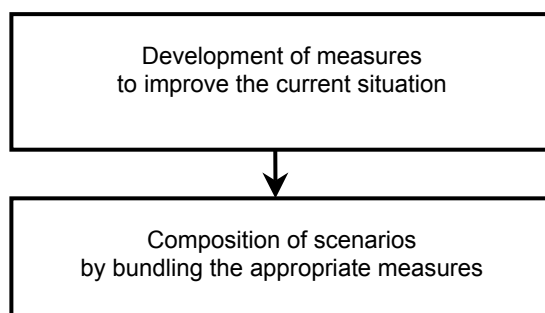 Development of measures
to improve the current situation
Composition of scenarios
by bundling the appropriate measures